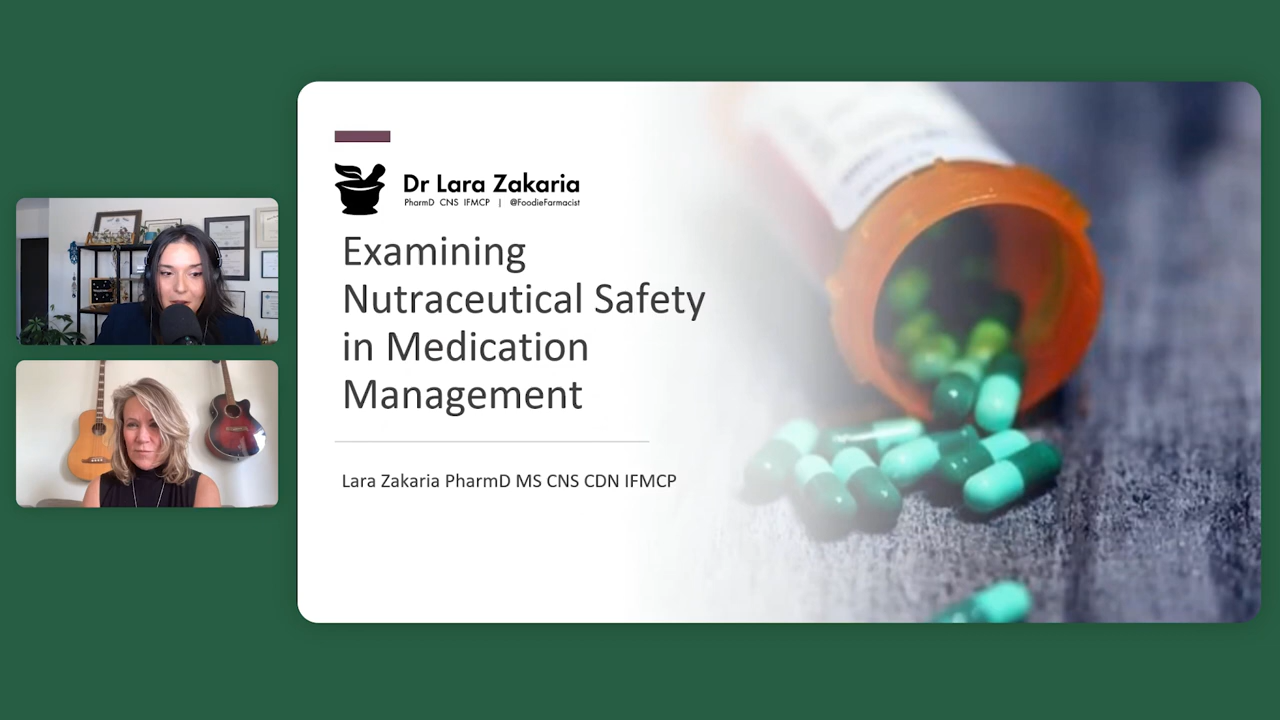 Dr Lara Zakaria
PharmD CNS IFMCP | @FoodieFarmacist
Examining
Nutraceutical Safety
in Medication
Management
Lara Zakaria PharmD MS CNS CDN IFMCP